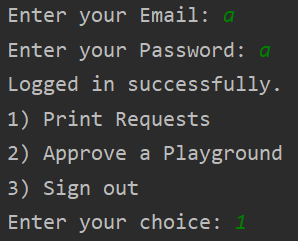 Enter your Email: a
Enter your Password: a
Logged in successfully.
1) Print Requests
2) Approve a Playground
3) Sign out
Enter your choice: 1